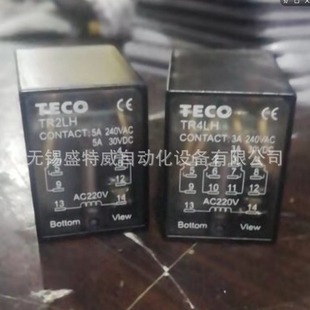 TECO
CE
TR2LH
CONTACT: 5A 240VAC
5A 30VDC
9
12
AC220V
13
14
Bottom View
TECO
CE
TR4LH
CONTACT: 3A 240VAC
5 6 7 8
9 10 11 12
AC220V
13
14
Bottom View
无锡盛特威自动化设备有限公司